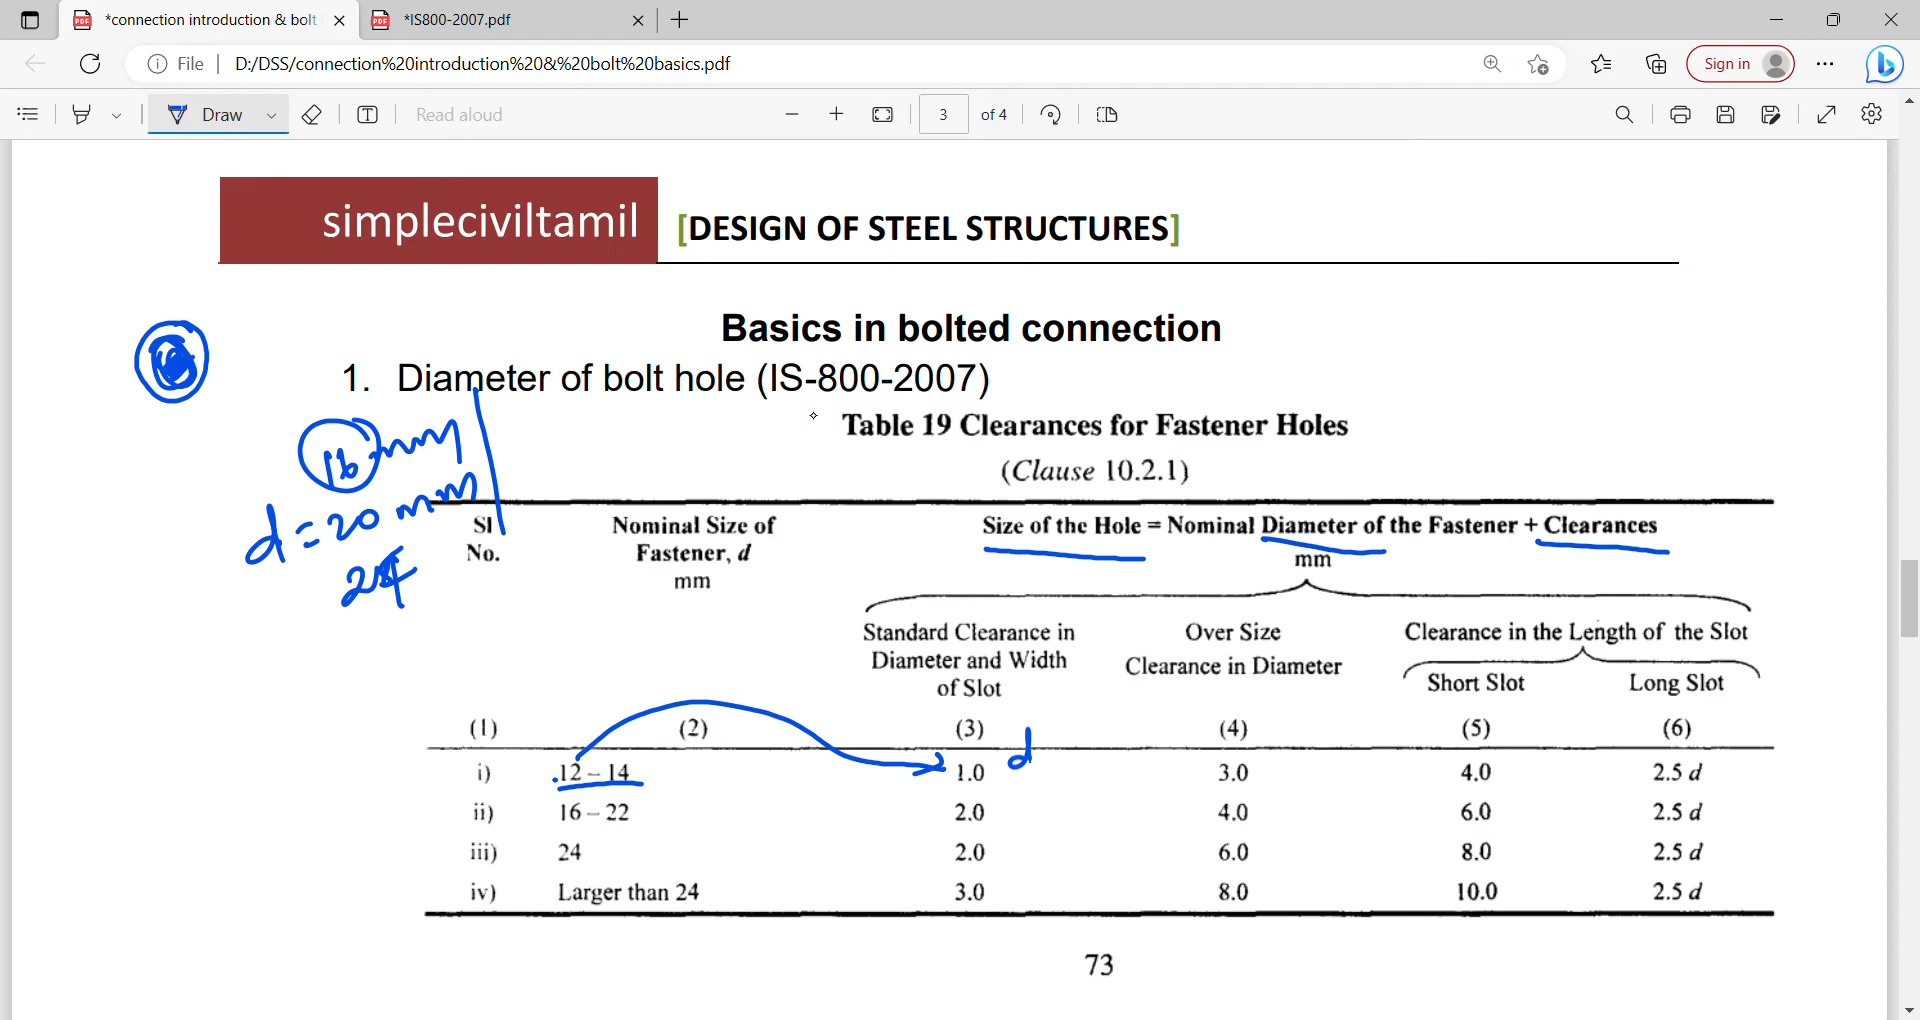 *connection introduction & bolt
*IS800-2007.pdf
File
D:/DSS/connection%20introduction%20&%20bolt%20basics.pdf
Sign in
Draw
Read aloud
3 of 4
simpleciviltamil
[DESIGN OF STEEL STRUCTURES]
Basics in bolted connection
1. Diameter of bolt hole (IS-800-2007)
Table 19 Clearances for Fastener Holes
(Clause 10.2.1)
16 mm
d = 20 mm
24
Sl No.
Nominal Size of Fastener, d mm
Size of the Hole = Nominal Diameter of the Fastener + Clearances
mm
Standard Clearance in Diameter and Width of Slot
Over Size Clearance in Diameter
Clearance in the Length of the Slot
Short Slot Long Slot
(1) (2) (3) (4) (5) (6)
d
i) 12 – 14 1.0 3.0 4.0 2.5 d
ii) 16 – 22 2.0 4.0 6.0 2.5 d
iii) 24 2.0 6.0 8.0 2.5 d
iv) Larger than 24 3.0 8.0 10.0 2.5 d
73